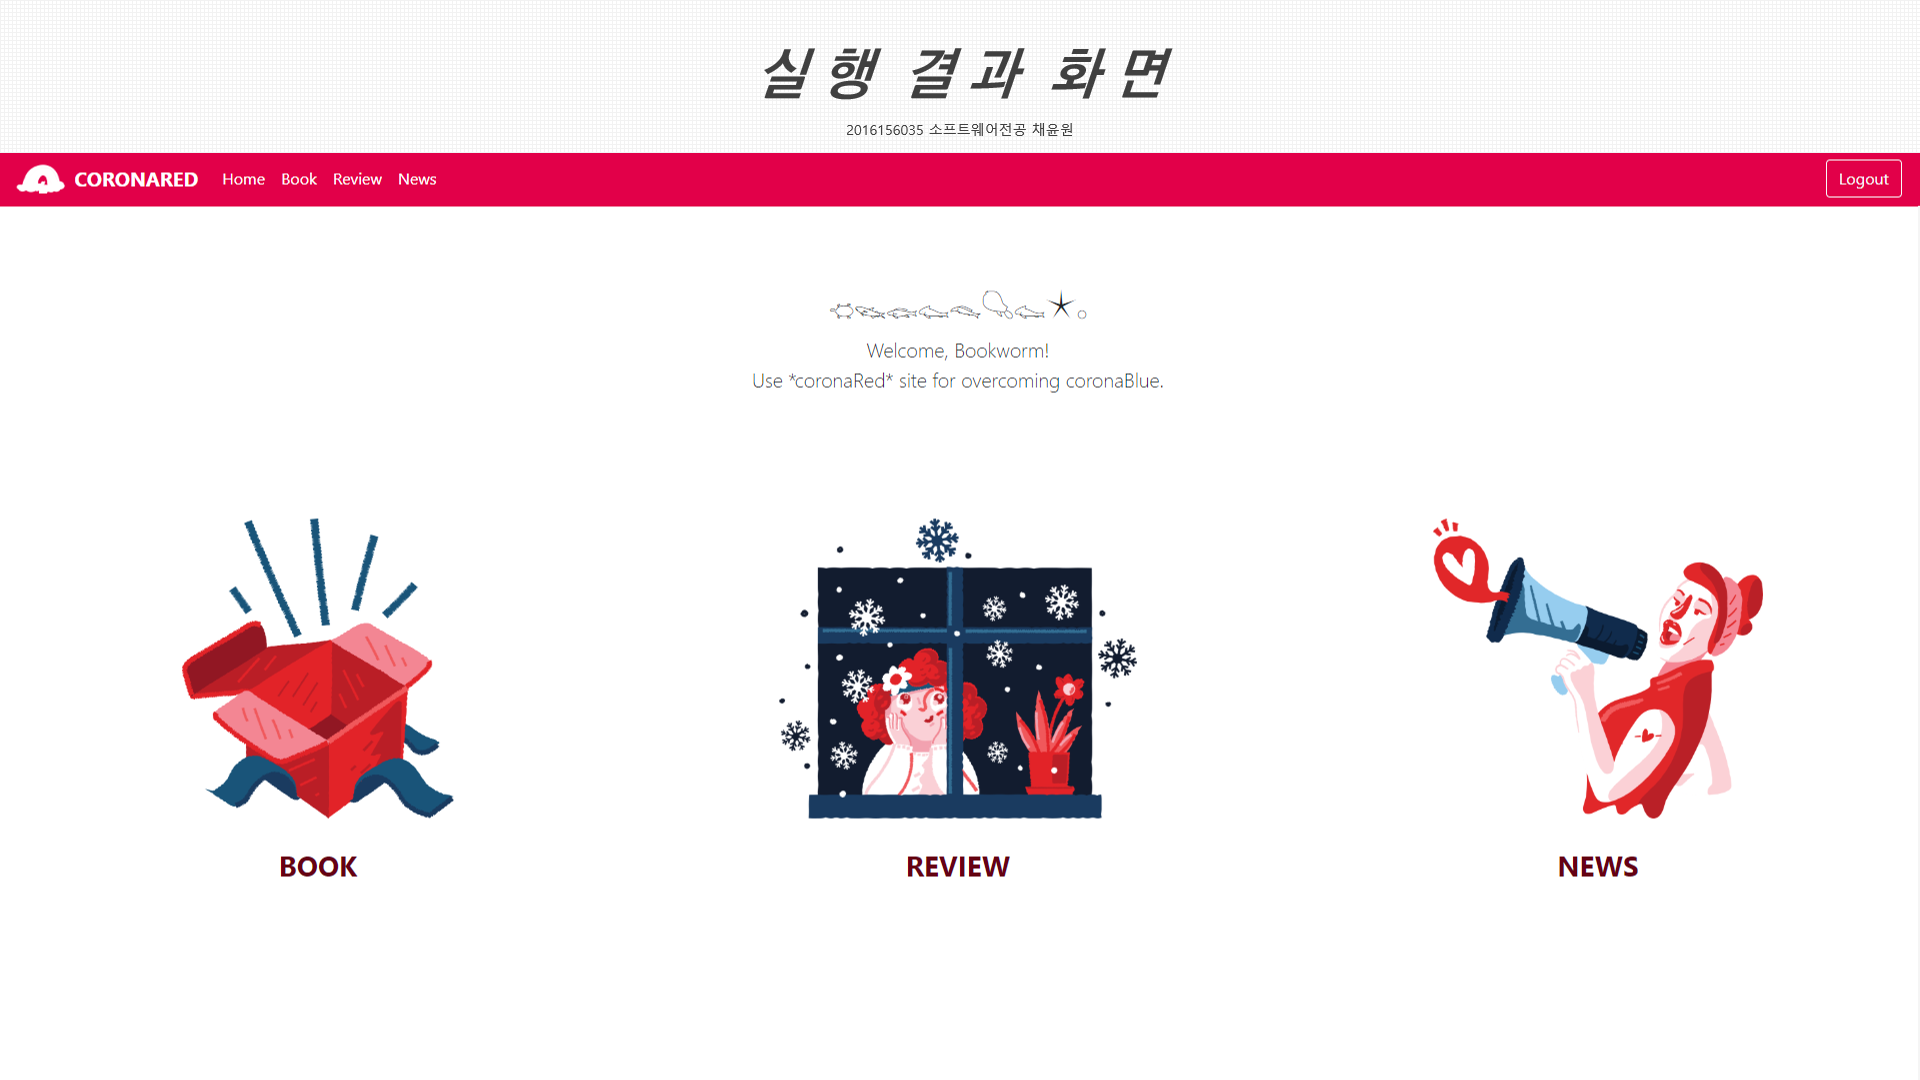 실행 결과 화면
2016156035 소프트웨어전공 채윤원
CORONARED Home Book Review News Logout
Welcome, Bookworm!
Use *coronaRed* site for overcoming coronaBlue.
BOOK REVIEW NEWS